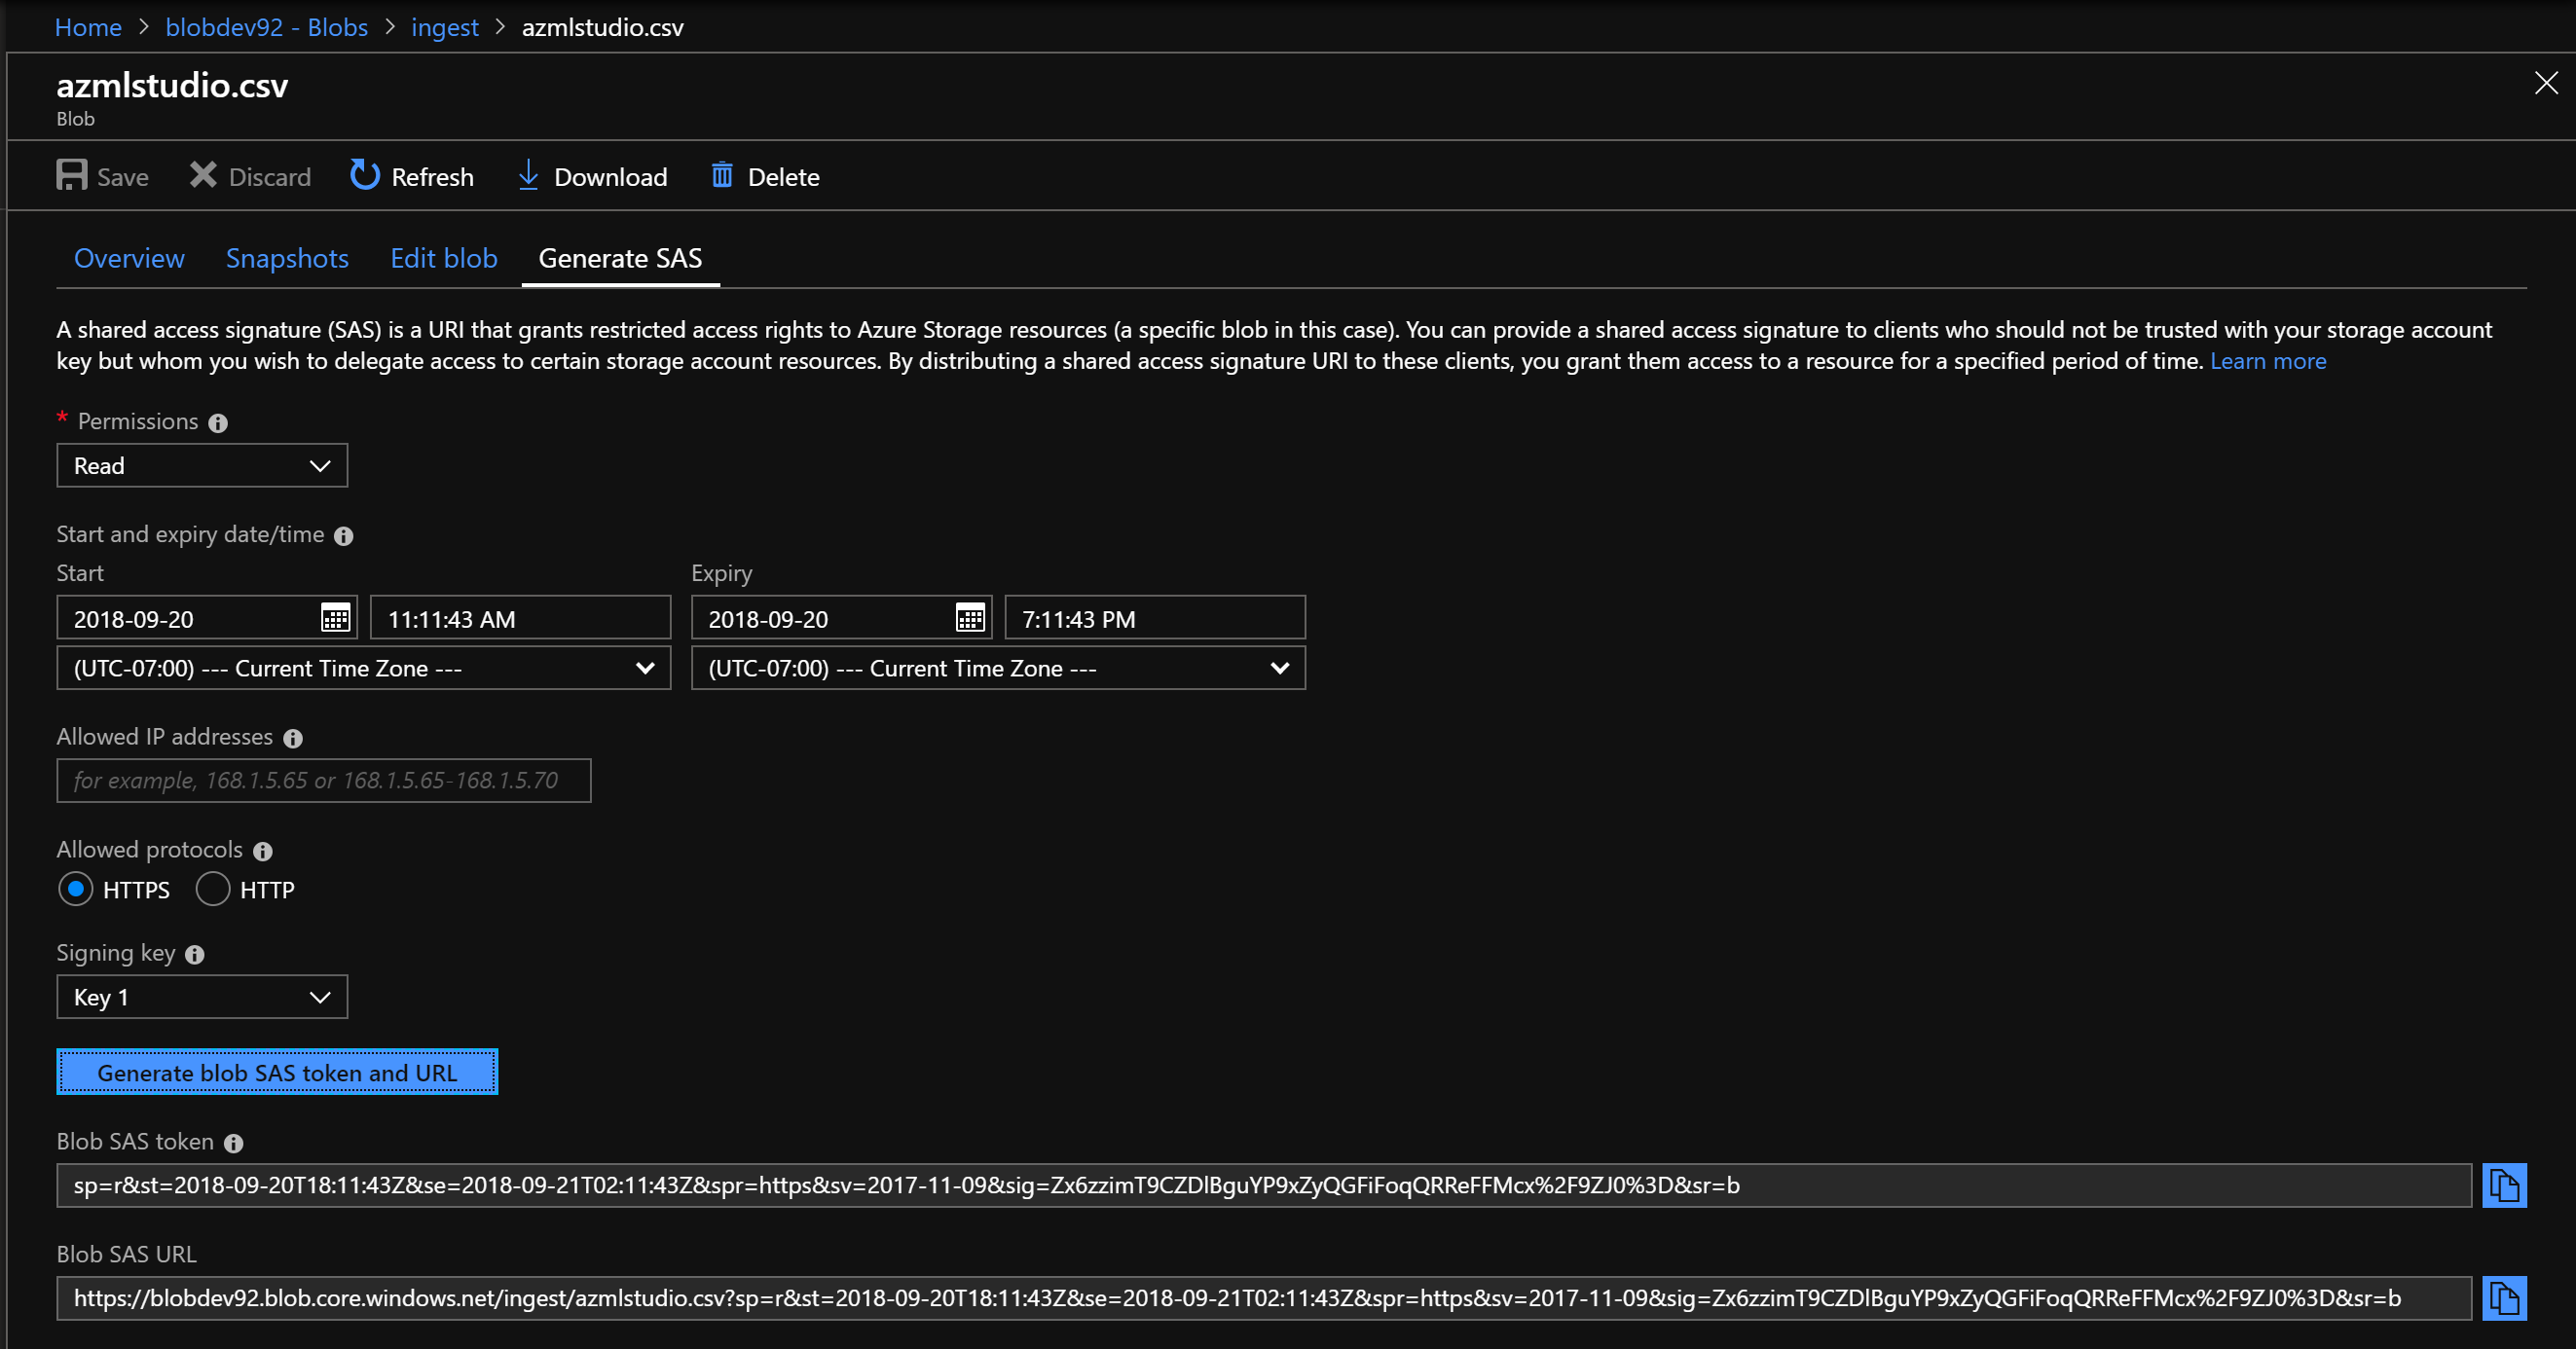 Home > blobdev92 - Blobs > ingest > azmlstudio.csv
azmlstudio.csv
Blob
Save Discard Refresh Download Delete
Overview Snapshots Edit blob Generate SAS
A shared access signature (SAS) is a URI that grants restricted access rights to Azure Storage resources (a specific blob in this case). You can provide a shared access signature to clients who should not be trusted with your storage account
key but whom you wish to delegate access to certain storage account resources. By distributing a shared access signature URI to these clients, you grant them access to a resource for a specified period of time. Learn more
* Permissions
Read
Start and expiry date/time
Start Expiry
2018-09-20 11:11:43 AM 2018-09-20 7:11:43 PM
(UTC-07:00) --- Current Time Zone --- (UTC-07:00) --- Current Time Zone ---
Allowed IP addresses
for example, 168.1.5.65 or 168.1.5.65-168.1.5.70
Allowed protocols
HTTPS HTTP
Signing key
Key 1
Generate blob SAS token and URL
Blob SAS token
sp=r&st=2018-09-20T18:11:43Z&se=2018-09-21T02:11:43Z&spr=https&sv=2017-11-09&sig=Zx6zzimT9CZDlBguYP9xZyQGFiFoqQRReFFMcx%2F9ZJ0%3D&sr=b
Blob SAS URL
https://blobdev92.blob.core.windows.net/ingest/azmlstudio.csv?sp=r&st=2018-09-20T18:11:43Z&se=2018-09-21T02:11:43Z&spr=https&sv=2017-11-09&sig=Zx6zzimT9CZDlBguYP9xZyQGFiFoqQRReFFMcx%2F9ZJ0%3D&sr=b